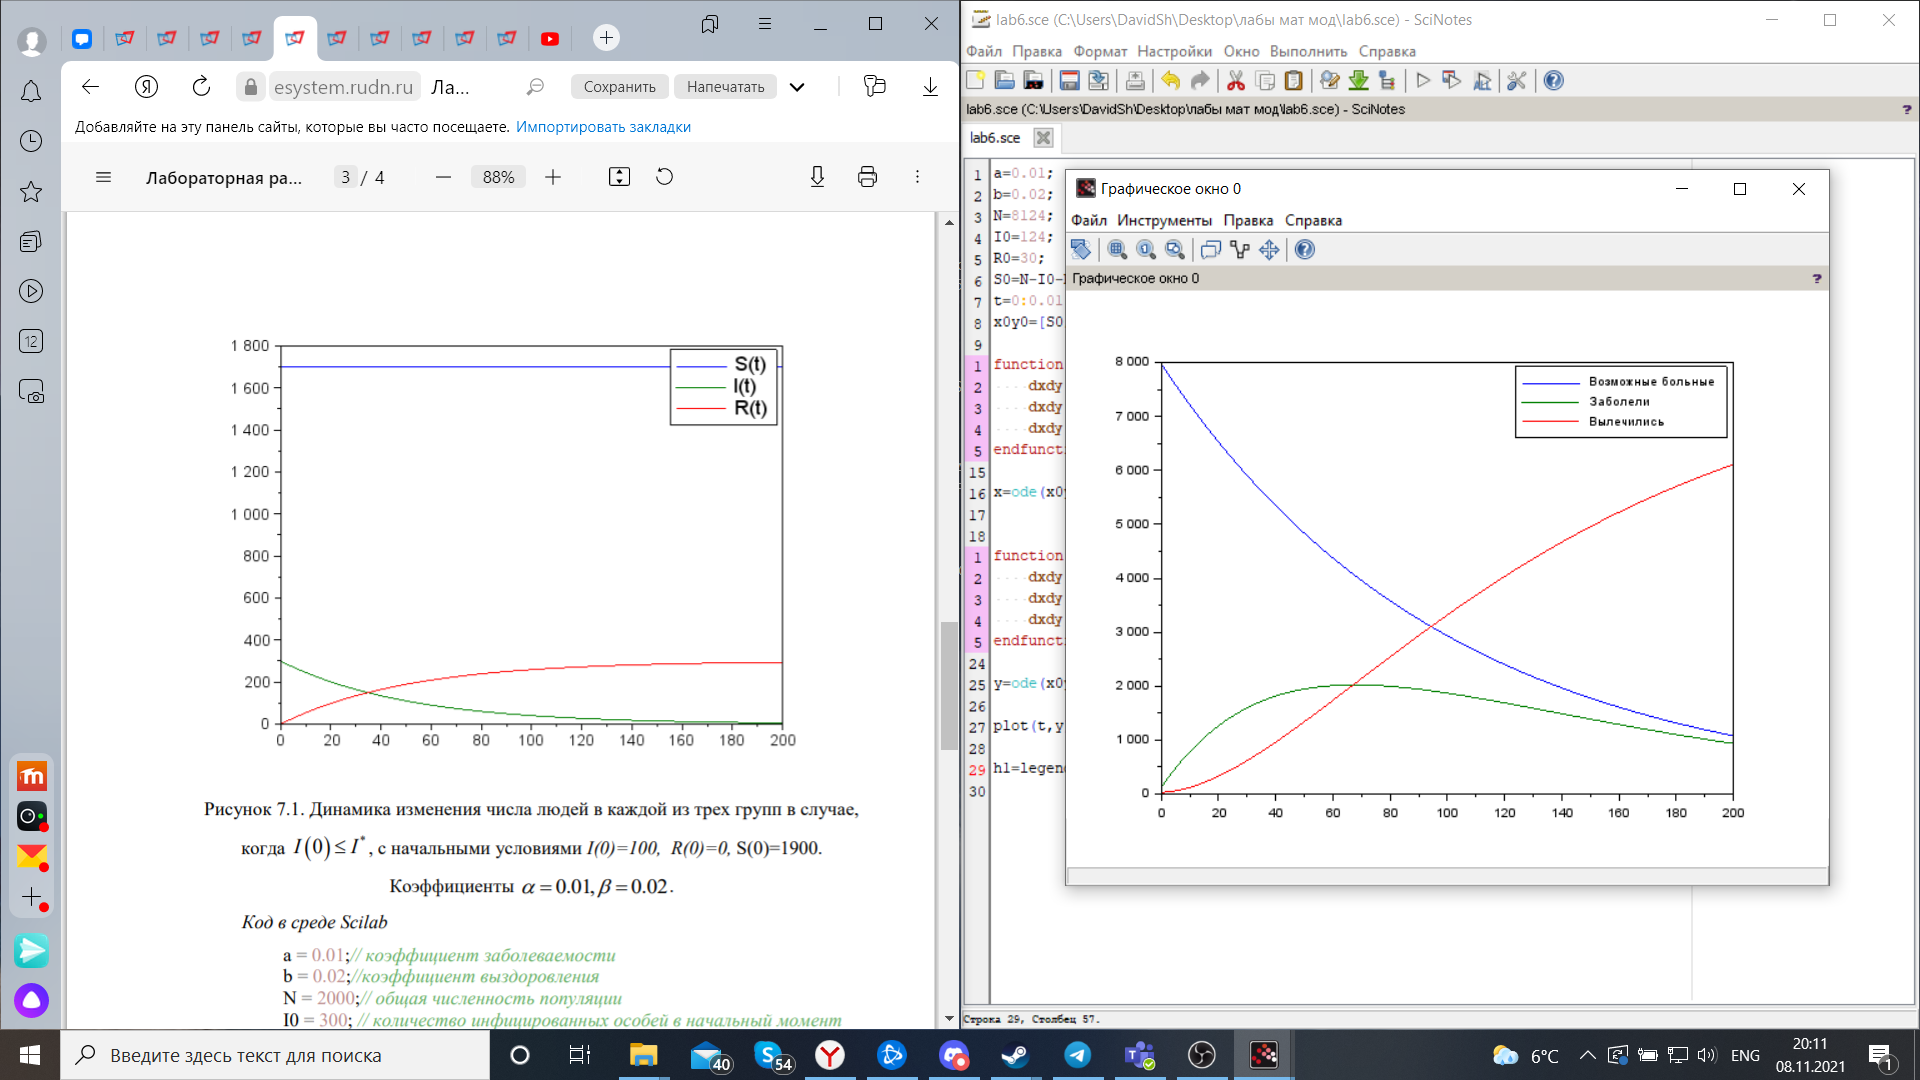 esystem.rudn.ru
Ла...
Сохранить
Напечатать
Добавляйте на эту панель сайты, которые вы часто посещаете. Импортировать закладки
Лабораторная ра...
3 / 4
88%
1 800
1 600
1 400
1 200
1 000
800
600
400
200
0
S(t)
I(t)
R(t)
0 20 40 60 80 100 120 140 160 180 200
Рисунок 7.1. Динамика изменения числа людей в каждой из трех групп в случае,
когда I(0) ≤ I*, с начальными условиями I(0)=100, R(0)=0, S(0)=1900.
Коэффициенты α = 0.01, β = 0.02.
Код в среде Scilab
a = 0.01;// коэффициент заболеваемости
b = 0.02;//коэффициент выздоровления
N = 2000;// общая численность популяции
I0 = 300; // количество инфицированных особей в начальный момент
12
lab6.sce (C:\Users\DavidSh\Desktop\лабы мат мод\lab6.sce) - SciNotes
Файл Правка Формат Настройки Окно Выполнить Справка
lab6.sce (C:\Users\DavidSh\Desktop\лабы мат мод\lab6.sce) - SciNotes
?
lab6.sce
1 a=0.01;
2 b=0.02;
3 N=8124;
4 I0=124;
5 R0=30;
6 S0=N-I0-
7 t=0:0.01
8 x0y0=[S0
9
1 function
2 dxdy
3 dxdy
4 dxdy
5 endfuncti
15
16 x=ode(x0y
17
18
1 function
2 dxdy
3 dxdy
4 dxdy
5 endfuncti
24
25 y=ode(x0y
26
27 plot(t,y
28
29 hl=legend
30
Графическое окно 0
Файл Инструменты Правка Справка
Графическое окно 0
?
8 000
7 000
6 000
5 000
4 000
3 000
2 000
1 000
0
Возможные больные
Заболели
Вылечились
0 20 40 60 80 100 120 140 160 180 200
Строка 29, Столбец 57.
Введите здесь текст для поиска
40
54
6°C
ENG
20:11
08.11.2021
1